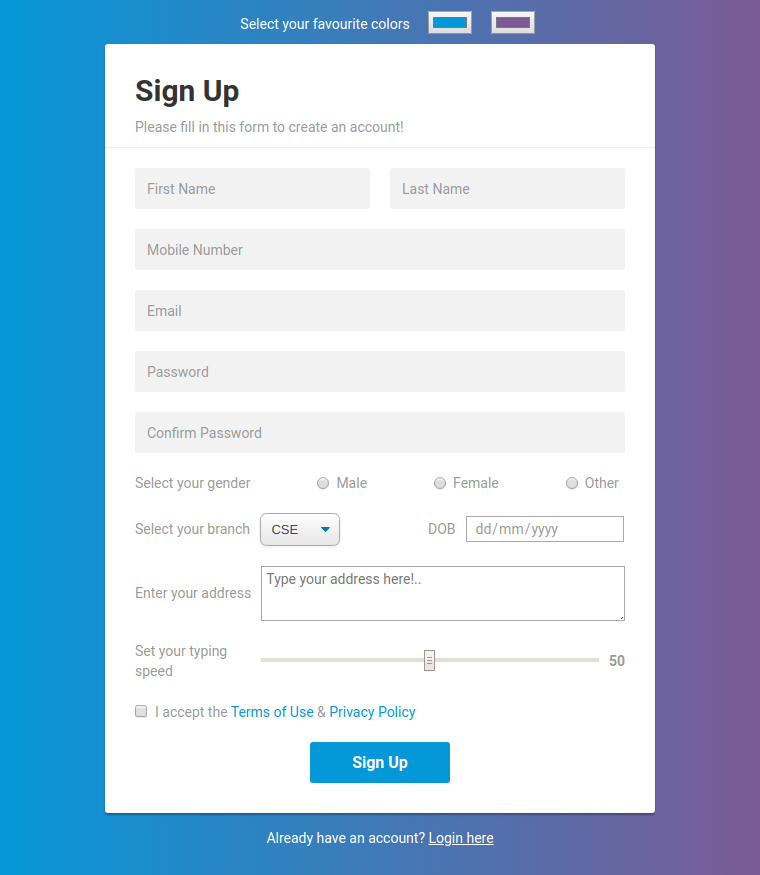 Select your favourite colors
Sign Up
Please fill in this form to create an account!
First Name Last Name
Mobile Number
Email
Password
Confirm Password
Select your gender Male Female Other
Select your branch CSE DOB dd/mm/yyyy
Enter your address Type your address here!..
Set your typing
speed 50
I accept the Terms of Use & Privacy Policy
Sign Up
Already have an account? Login here